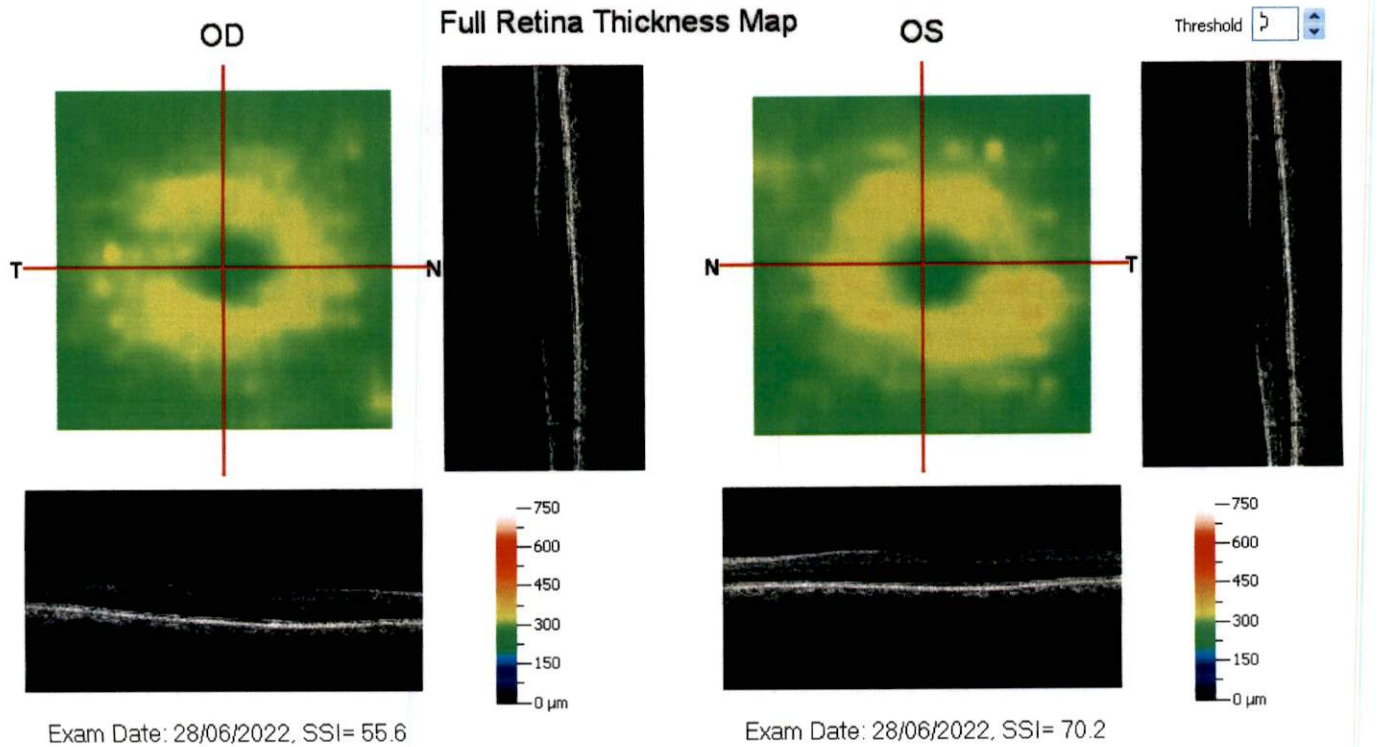 Full Retina Thickness Map
OD
OS
Threshold
T
N
N
T
750
600
450
300
150
0 µm
750
600
450
300
150
0 µm
Exam Date: 28/06/2022, SSI= 55.6
Exam Date: 28/06/2022, SSI= 70.2